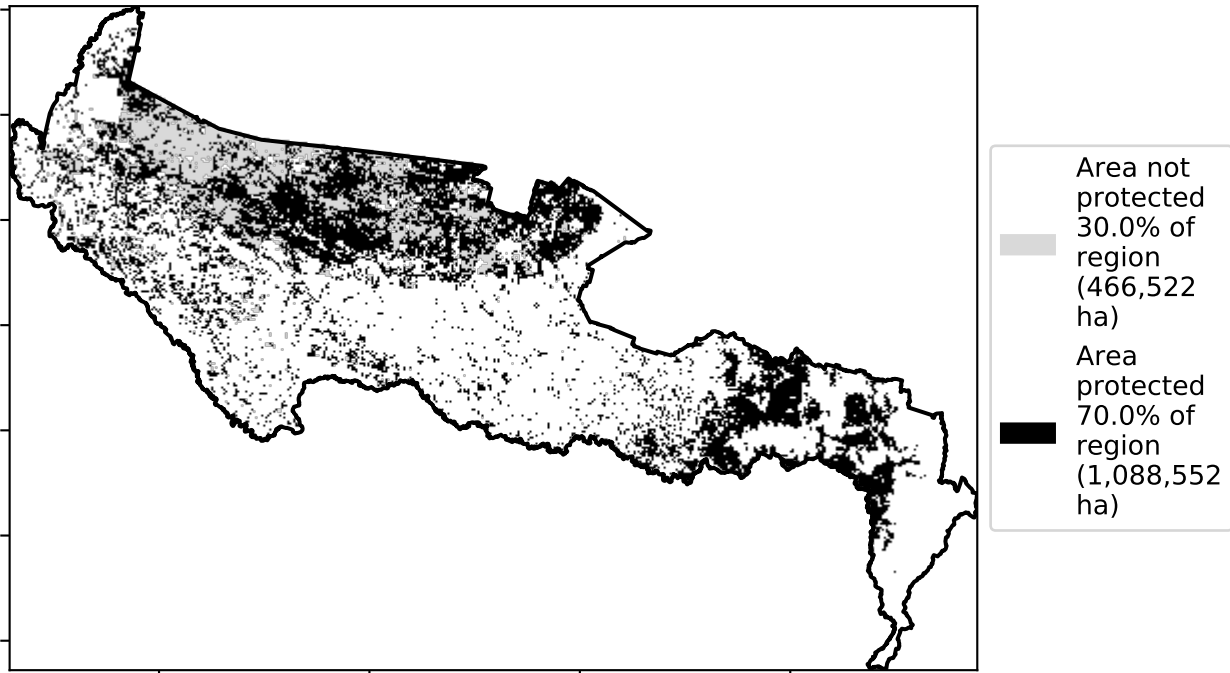 Area not
protected
30.0% of
region
(466,522
ha)
Area
protected
70.0% of
region
(1,088,552
ha)